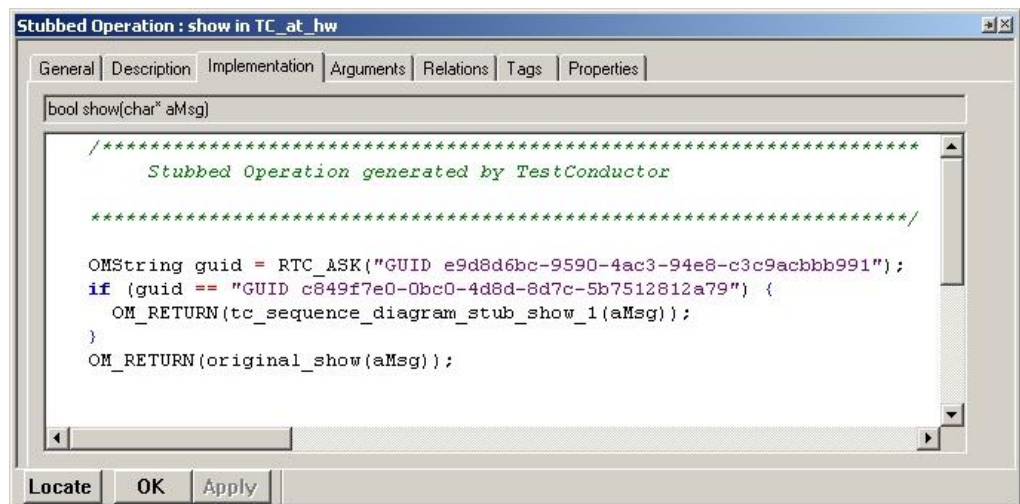 Stubbed Operation : show in TC_at_hw
General Description Implementation Arguments Relations Tags Properties
bool show(char* aMsg)
/***********************************************************************
Stubbed Operation generated by TestConductor
***********************************************************************/
OMString guid = RTC_ASK("GUID e9d8d6bc-9590-4ac3-94e8-c3c9acbbb991");
if (guid == "GUID c849f7e0-0bc0-4d8d-8d7c-5b7512812a79") {
OM_RETURN(tc_sequence_diagram_stub_show_1(aMsg));
}
OM_RETURN(original_show(aMsg));
Locate OK Apply